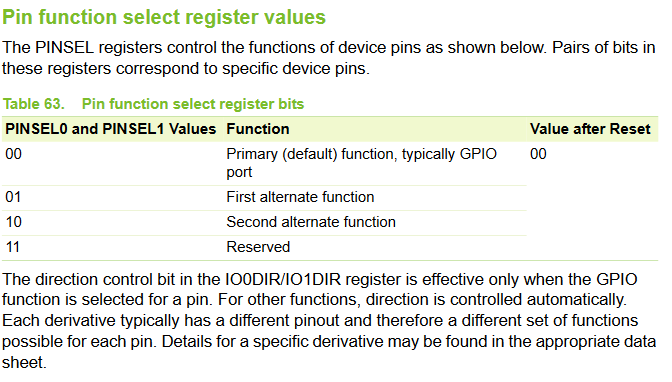 Pin function select register values
The PINSEL registers control the functions of device pins as shown below. Pairs of bits in
these registers correspond to specific device pins.
Table 63. Pin function select register bits
PINSEL0 and PINSEL1 Values Function Value after Reset
00 Primary (default) function, typically GPIO 00
port
01 First alternate function
10 Second alternate function
11 Reserved
The direction control bit in the IO0DIR/IO1DIR register is effective only when the GPIO
function is selected for a pin. For other functions, direction is controlled automatically.
Each derivative typically has a different pinout and therefore a different set of functions
possible for each pin. Details for a specific derivative may be found in the appropriate data
sheet.